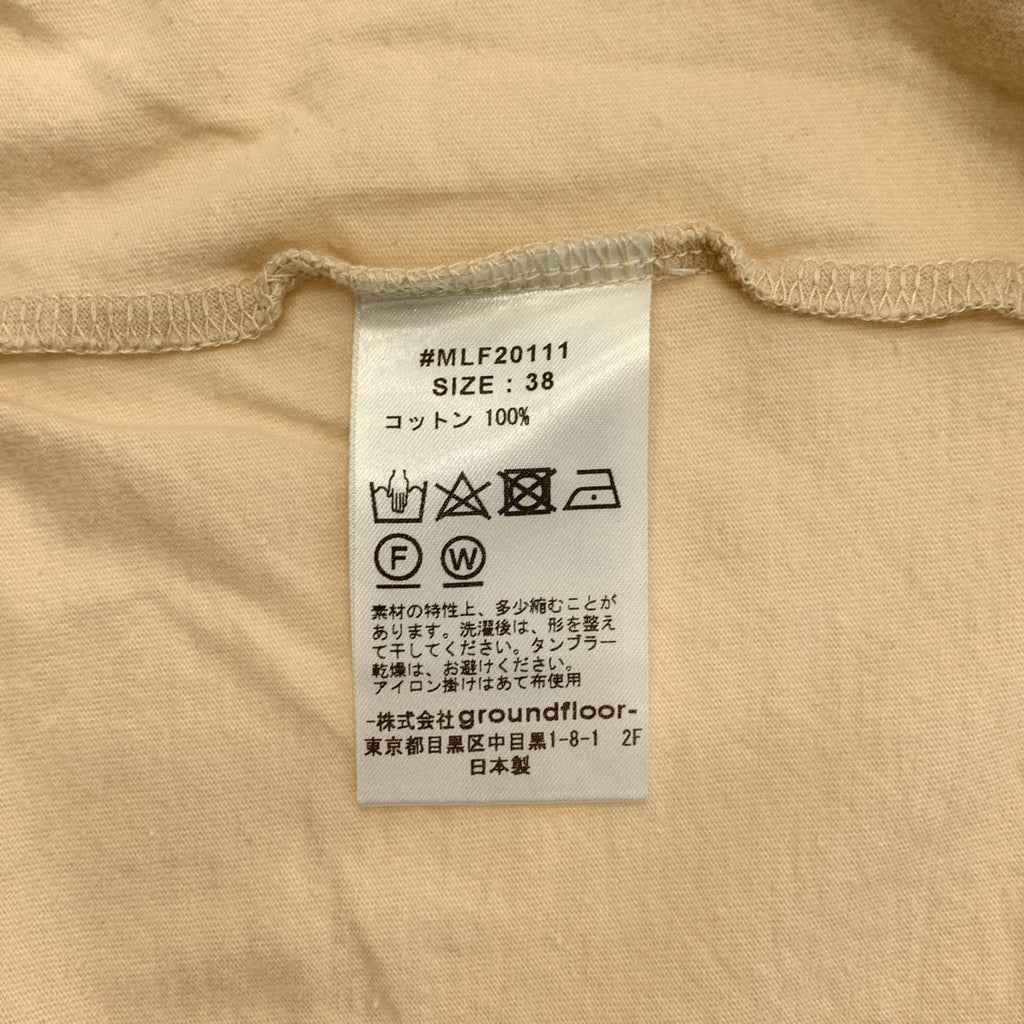 #MLF20111
SIZE : 38
コットン 100%
F W
素材の特性上、多少縮むことが
あります。洗濯後は、形を整え
て干してください。タンブラー
乾燥は、お避けください。
アイロン掛けはあて布使用
-株式会社groundfloor-
東京都目黒区中目黒1-8-1 2F
日本製